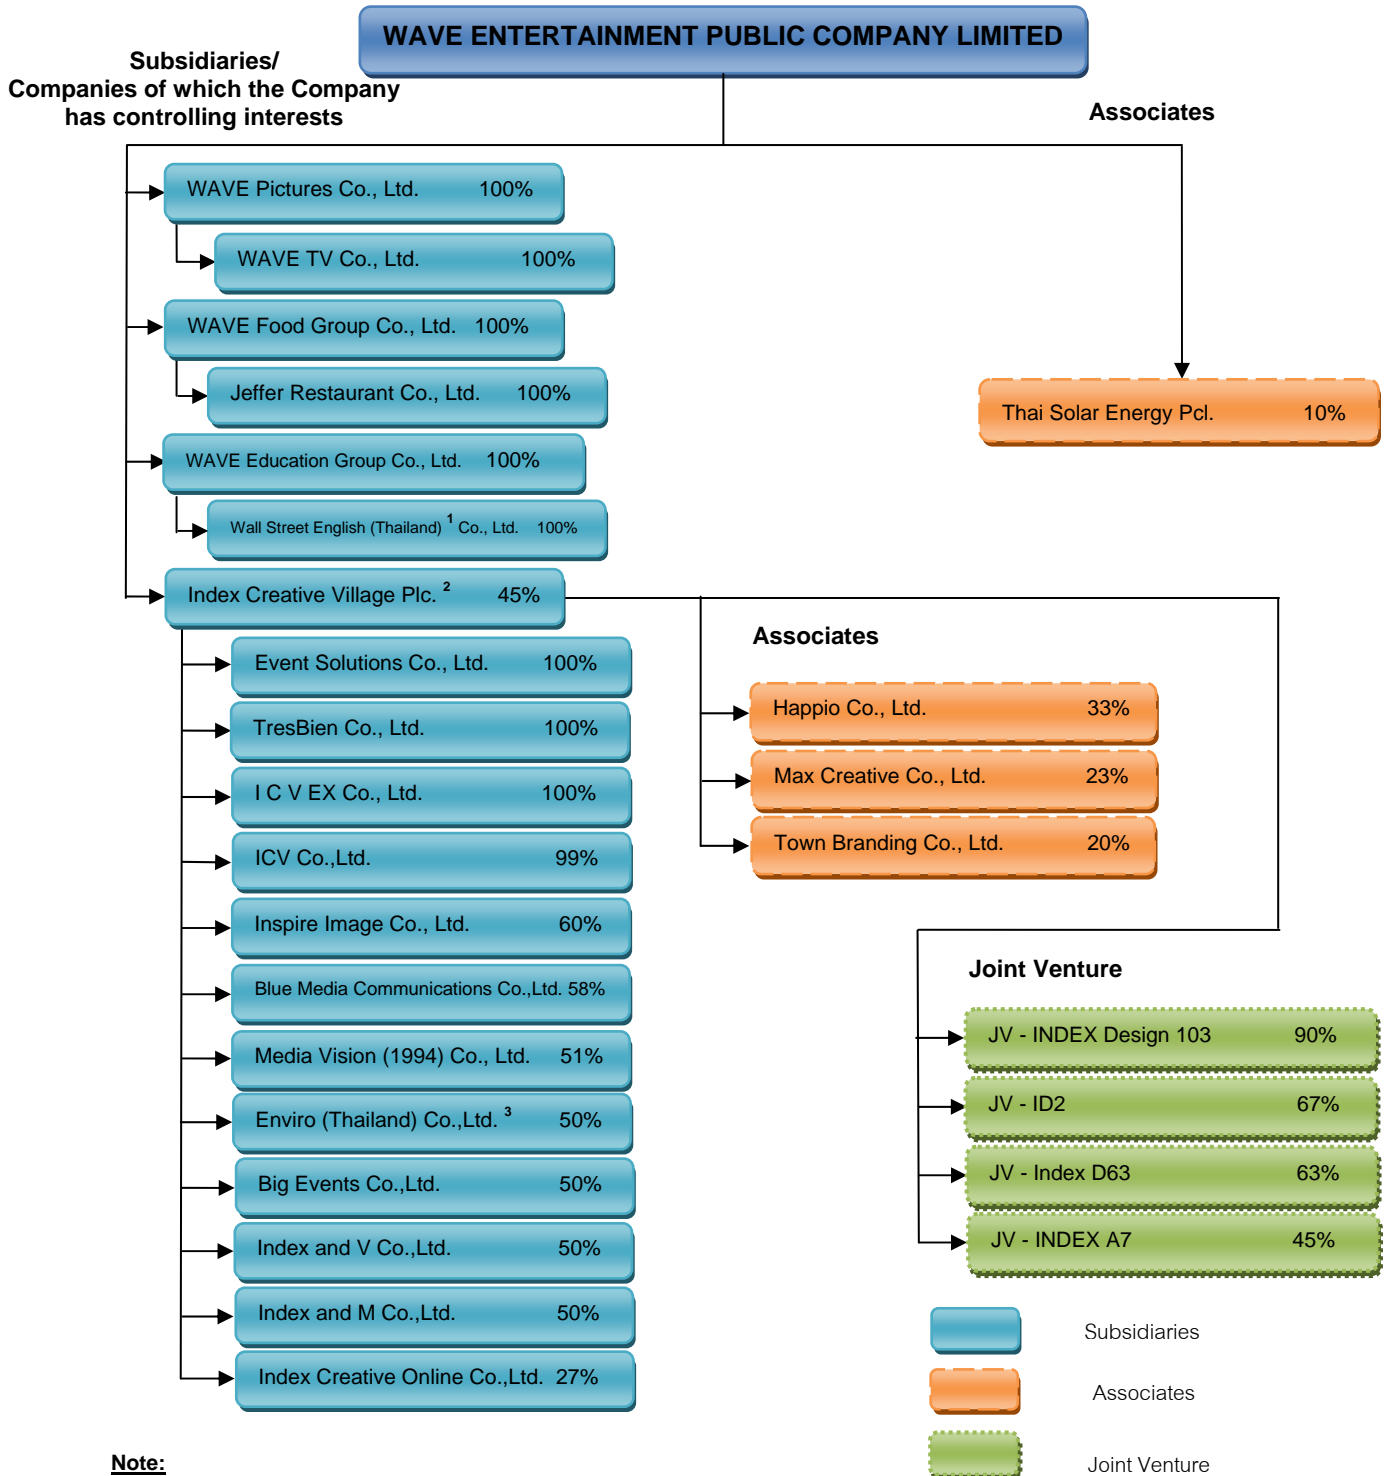 WAVE ENTERTAINMENT PUBLIC COMPANY LIMITED
Subsidiaries/
Companies of which the Company
has controlling interests
Associates
WAVE Pictures Co., Ltd. 100%
WAVE TV Co., Ltd. 100%
WAVE Food Group Co., Ltd. 100%
Jeffer Restaurant Co., Ltd. 100%
Thai Solar Energy Pcl. 10%
WAVE Education Group Co., Ltd. 100%
Wall Street English (Thailand) 1 Co., Ltd. 100%
Index Creative Village Plc. 2 45%
Event Solutions Co., Ltd. 100%
TresBien Co., Ltd. 100%
I C V EX Co., Ltd. 100%
ICV Co.,Ltd. 99%
Inspire Image Co., Ltd. 60%
Blue Media Communications Co.,Ltd. 58%
Media Vision (1994) Co., Ltd. 51%
Enviro (Thailand) Co.,Ltd. 3 50%
Big Events Co.,Ltd. 50%
Index and V Co.,Ltd. 50%
Index and M Co.,Ltd. 50%
Index Creative Online Co.,Ltd. 27%
Associates
Happio Co., Ltd. 33%
Max Creative Co., Ltd. 23%
Town Branding Co., Ltd. 20%
Joint Venture
JV - INDEX Design 103 90%
JV - ID2 67%
JV - Index D63 63%
JV - INDEX A7 45%
Subsidiaries
Associates
Joint Venture
Note: